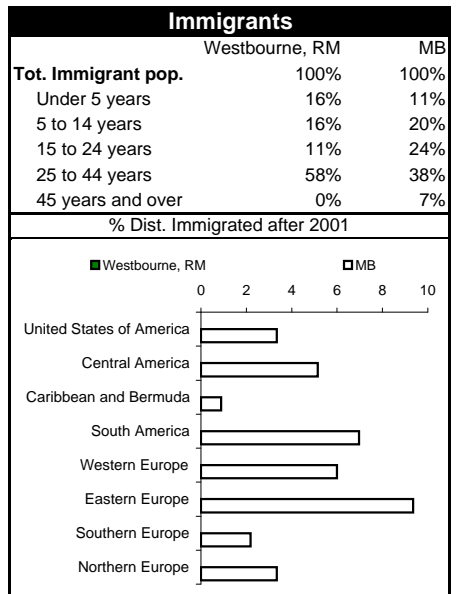 Immigrants
Westbourne, RM MB
Tot. Immigrant pop. 100% 100%
Under 5 years 16% 11%
5 to 14 years 16% 20%
15 to 24 years 11% 24%
25 to 44 years 58% 38%
45 years and over 0% 7%
% Dist. Immigrated after 2001
Westbourne, RM MB
0 2 4 6 8 10
United States of America
Central America
Caribbean and Bermuda
South America
Western Europe
Eastern Europe
Southern Europe
Northern Europe